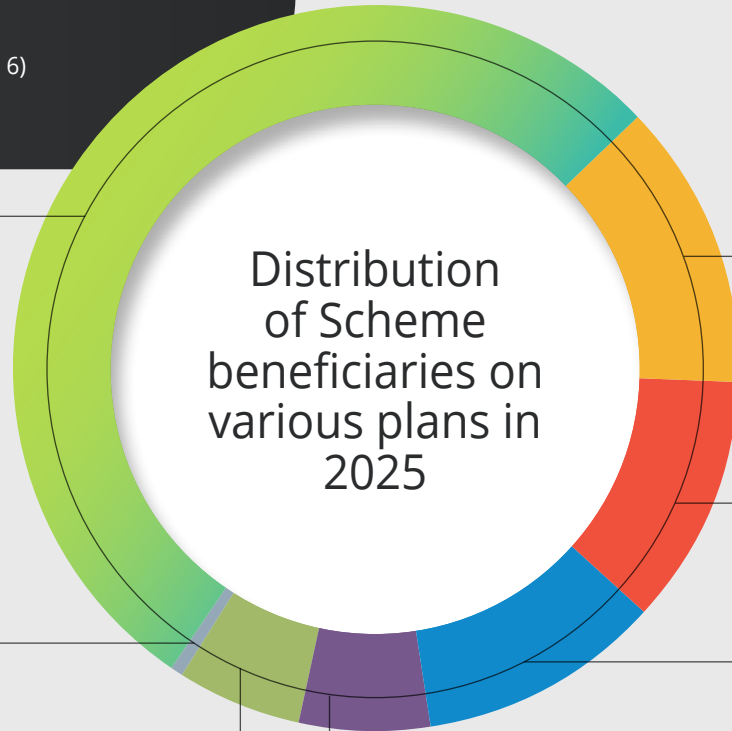 6)
Distribution
of Scheme
beneficiaries on
various plans in
2025